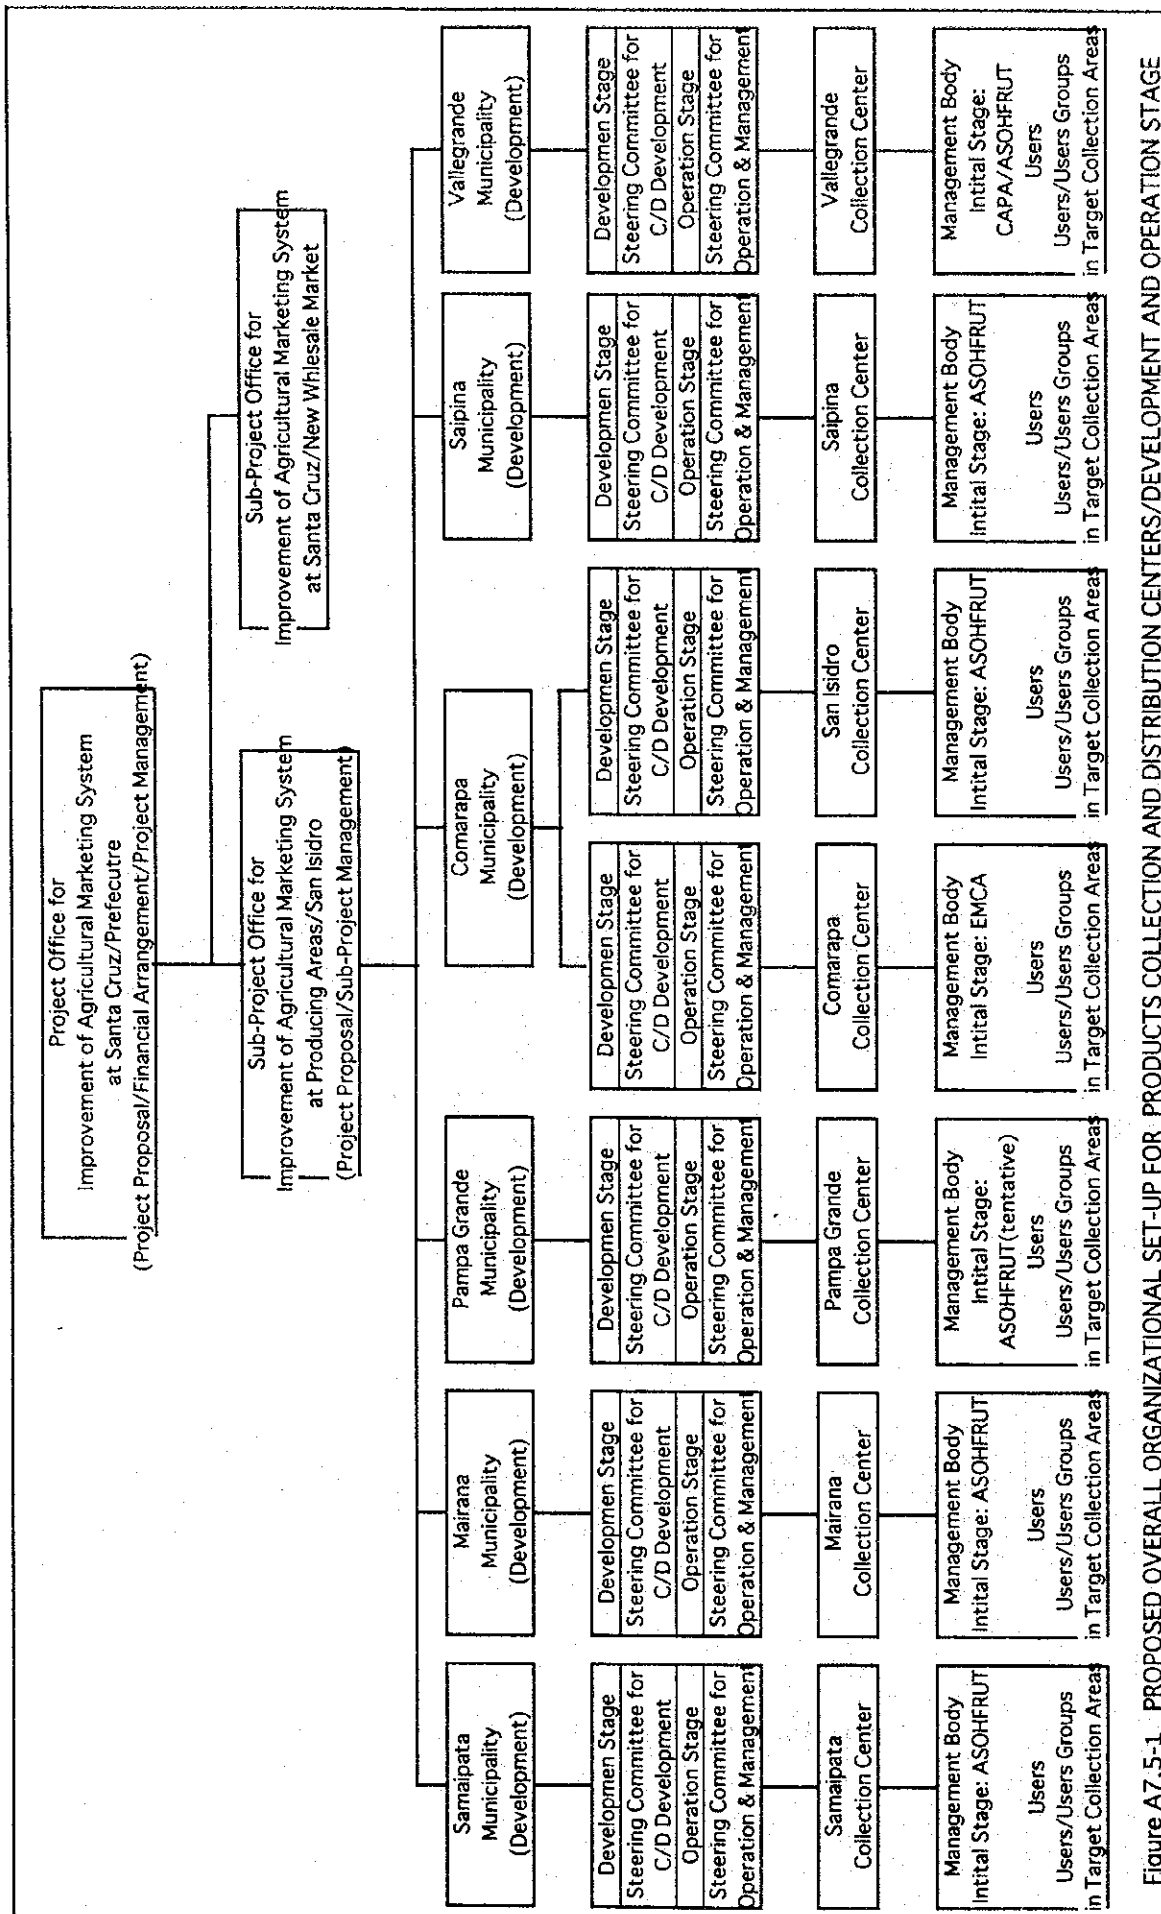 Project Office for
Improvement of Agricultural Marketing System
at Santa Cruz/Prefecutre
(Project Proposal/Financial Arrangement/Project Management)
Sub-Project Office for
Improvement of Agricultural Marketing System
at Producing Areas/San Isidro
(Project Proposal/Sub-Project Management)
Sub-Project Office for
Improvement of Agricultural Marketing System
at Santa Cruz/New Whlesale Market
Samaipata
Municipality
(Development)
Mairana
Municipality
(Development)
Pampa Grande
Municipality
(Development)
Comarapa
Municipality
(Development)
Saipina
Municipality
(Development)
Vallegrande
Municipality
(Development)
Developmen Stage
Steering Committee for
C/D Development
Operation Stage
Steering Committee for
Operation & Management
Developmen Stage
Steering Committee for
C/D Development
Operation Stage
Steering Committee for
Operation & Management
Developmen Stage
Steering Committee for
C/D Development
Operation Stage
Steering Committee for
Operation & Management
Developmen Stage
Steering Committee for
C/D Development
Operation Stage
Steering Committee for
Operation & Management
Developmen Stage
Steering Committee for
C/D Development
Operation Stage
Steering Committee for
Operation & Management
Developmen Stage
Steering Committee for
C/D Development
Operation Stage
Steering Committee for
Operation & Management
Developmen Stage
Steering Committee for
C/D Development
Operation Stage
Steering Committee for
Operation & Management
Samaipata
Collection Center
Mairana
Collection Center
Pampa Grande
Collection Center
Comarapa
Collection Center
San Isidro
Collection Center
Saipina
Collection Center
Vallegrande
Collection Center
Management Body
Intital Stage: ASOHFRUT
Users
Users/Users Groups
in Target Collection Areas
Management Body
Intital Stage: ASOHFRUT
Users
Users/Users Groups
in Target Collection Areas
Management Body
Intital Stage:
ASOHFRUT(tentative)
Users
Users/Users Groups
in Target Collection Areas
Management Body
Intital Stage: EMCA
Users
Users/Users Groups
in Target Collection Areas
Management Body
Intital Stage: ASOHFRUT
Users
Users/Users Groups
in Target Collection Areas
Management Body
Intital Stage: ASOHFRUT
Users
Users/Users Groups
in Target Collection Areas
Management Body
Intital Stage:
CAPA/ASOHFRUT
Users
Users/Users Groups
in Target Collection Areas
Figure A7.5-1 PROPOSED OVERALL ORGANIZATIONAL SET-UP FOR PRODUCTS COLLECTION AND DISTRIBUTION CENTERS/DEVELOPMENT AND OPERATION STAGE